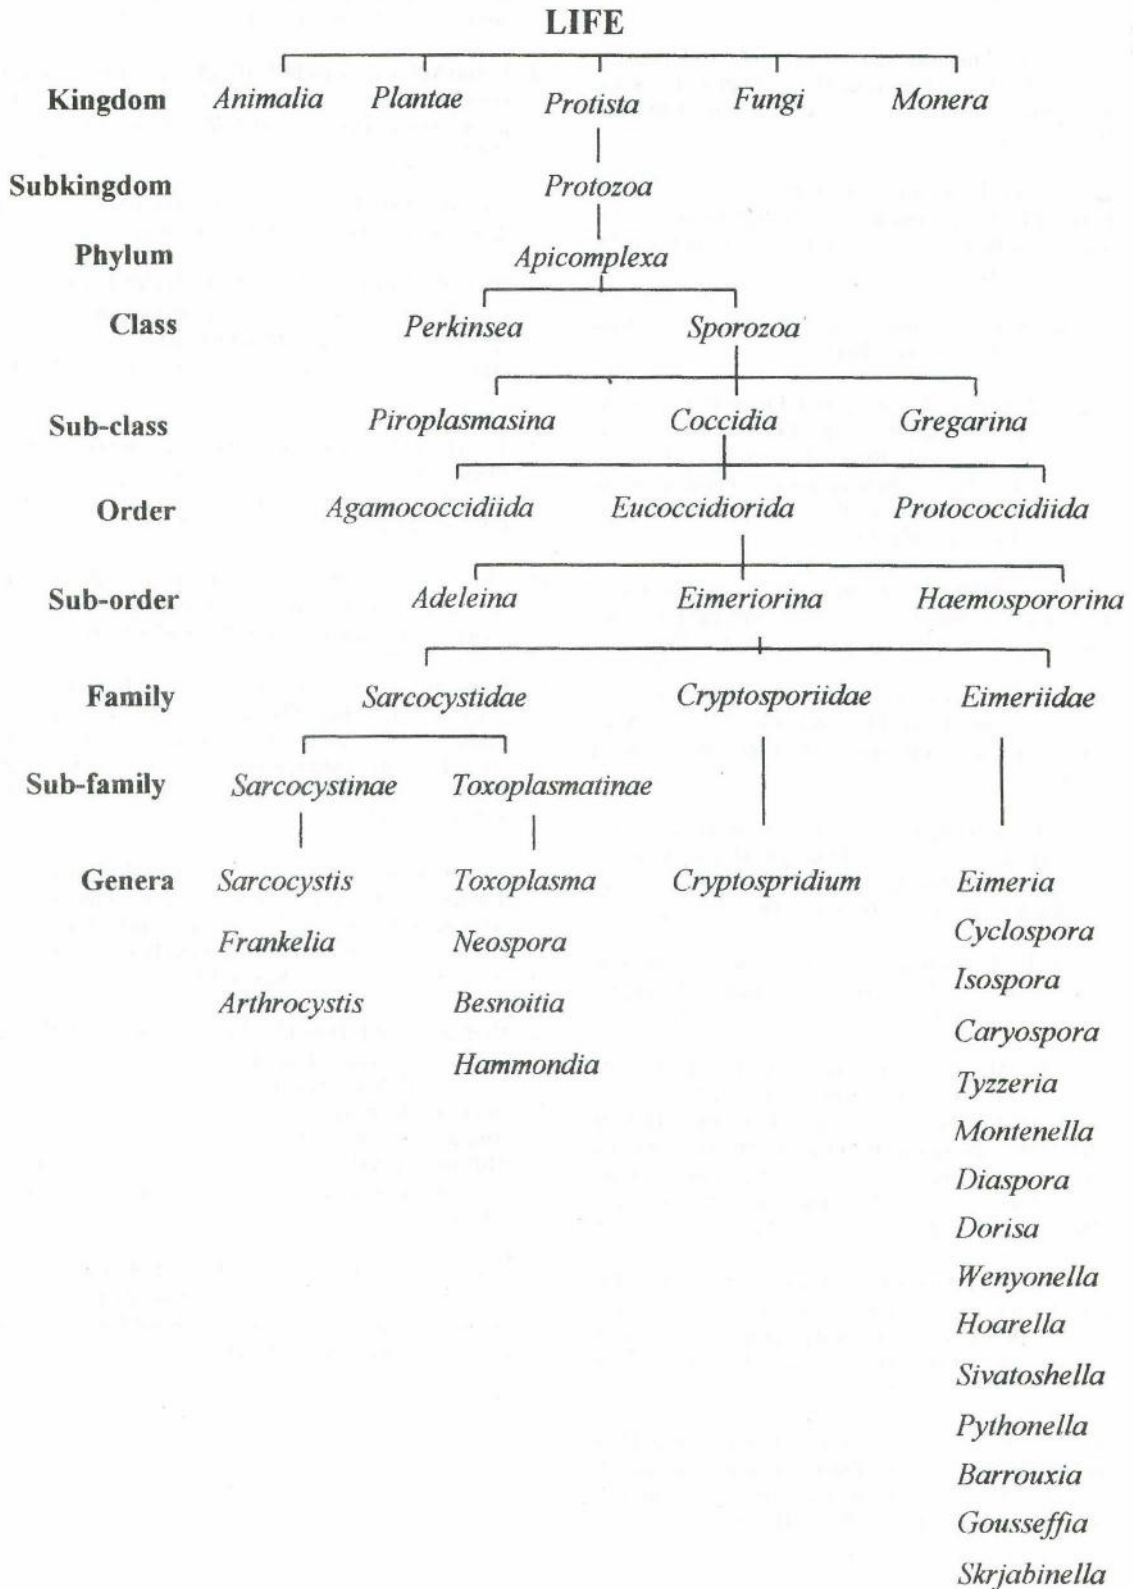 LIFE
Kingdom Animalia Plantae Protista Fungi Monera
Subkingdom Protozoa
Phylum Apicomplexa
Class Perkinsea Sporozoa
Sub-class Piroplasmasina Coccidia Gregarina
Order Agamococcidiida Eucoccidiorida Protococcidiida
Sub-order Adeleina Eimeriorina Haemospororina
Family Sarcocystidae Cryptosporiidae Eimeriidae
Sub-family Sarcocystinae Toxoplasmatinae
Genera Sarcocystis Toxoplasma Cryptospridium Eimeria
Frankelia Neospora Cyclospora
Isospora
Arthrocystis Besnoitia Caryospora
Hammondia Tyzzeria
Montenella
Diaspora
Dorisa
Wenyonella
Hoarella
Sivatoshella
Pythonella
Barrouxia
Gousseffia
Skrjabinella